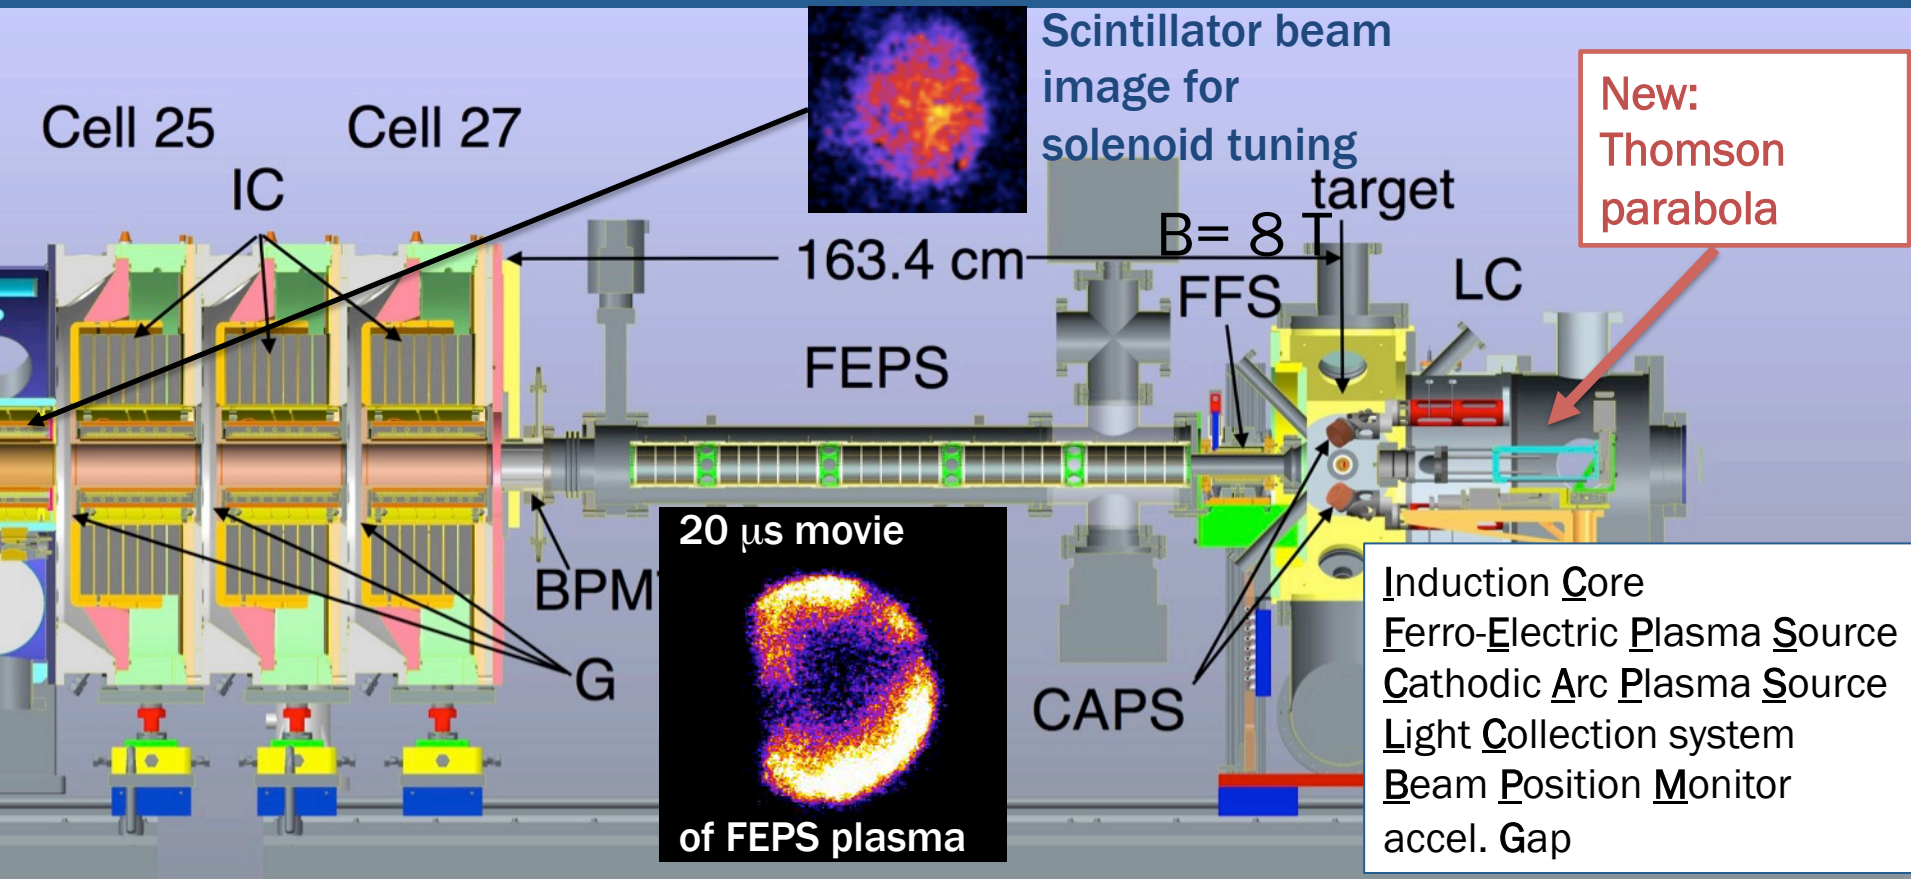 Scintillator beam
image for
solenoid tuning
New:
Thomson
parabola
Cell 25
Cell 27
IC
target
B= 8 T
163.4 cm
FFS
LC
FEPS
BPM
G
CAPS
20 μs movie
of FEPS plasma
Induction Core
Ferro-Electric Plasma Source
Cathodic Arc Plasma Source
Light Collection system
Beam Position Monitor
accel. Gap